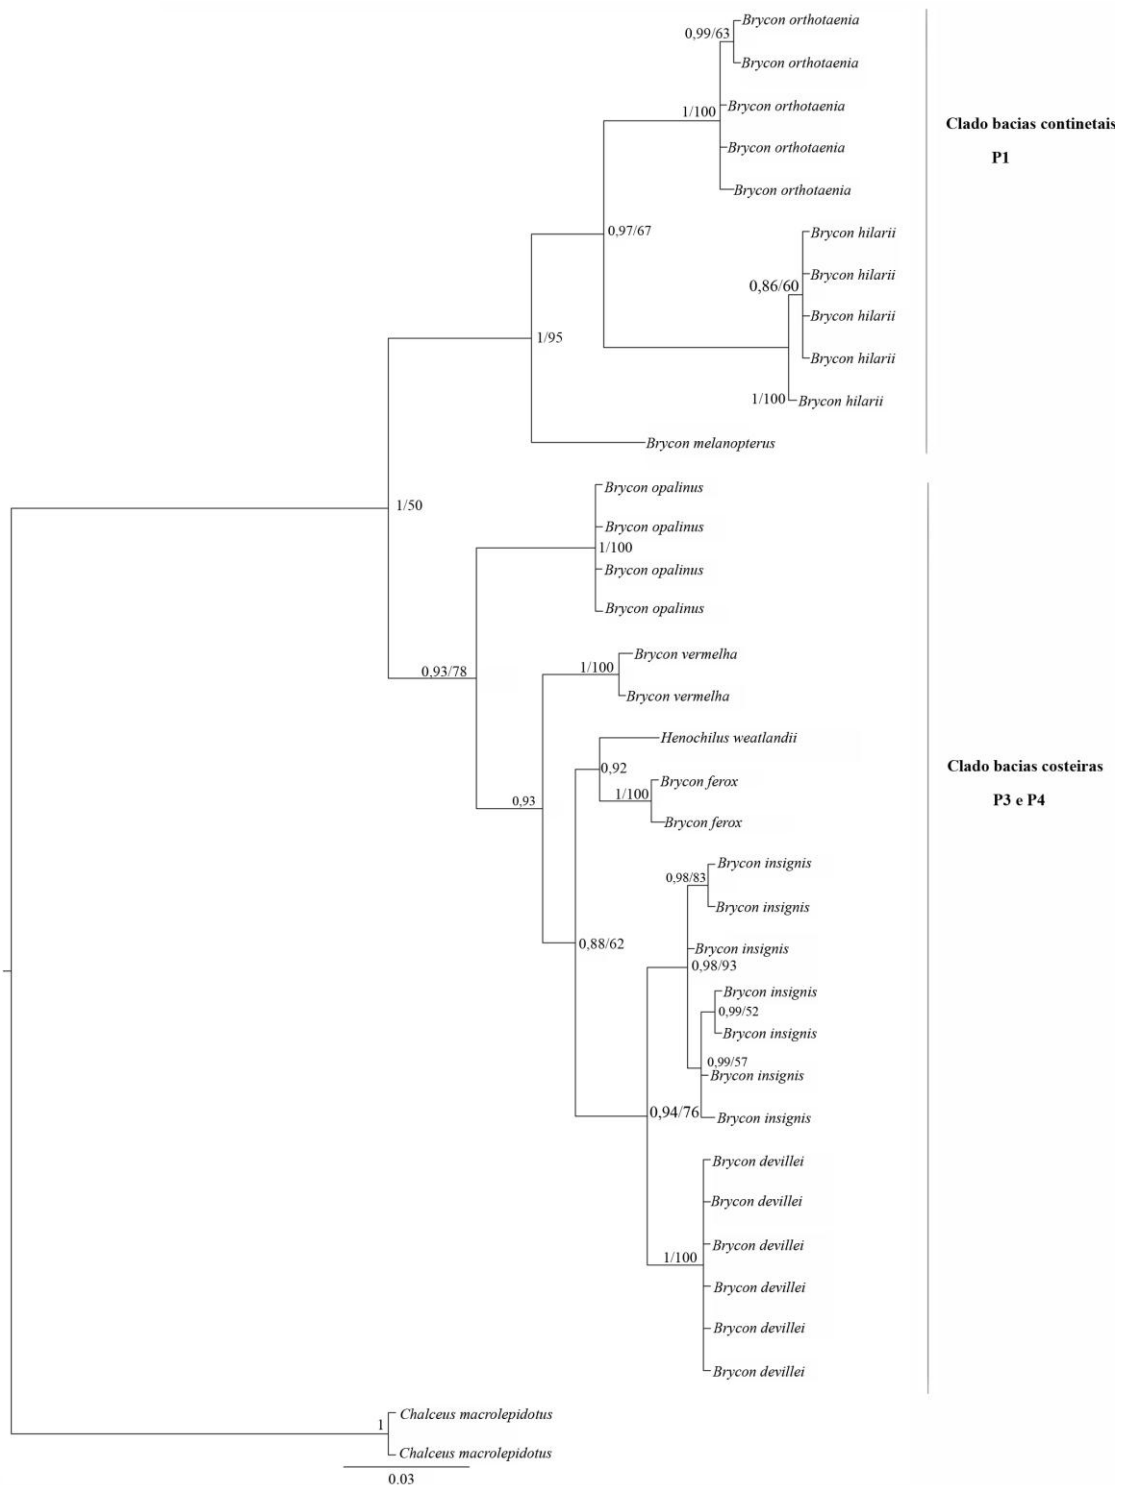 Brycon orthotaenia
0,99/63
Brycon orthotaenia
Brycon orthotaenia
1/100
Clado bacias continetais
Brycon orthotaenia
P1
Brycon orthotaenia
Brycon hilarii
0,97/67
Brycon hilarii
0,86/60
Brycon hilarii
1/95
Brycon hilarii
1/100
Brycon hilarii
Brycon melanopterus
Brycon opalinus
1/50
Brycon opalinus
1/100
Brycon opalinus
Brycon opalinus
Brycon vermelha
1/100
0,93/78
Brycon vermelha
Henochilus weatlandii
0,92
Clado bacias costeiras
Brycon ferox
1/100
0,93
P3 e P4
Brycon ferox
Brycon insignis
0,98/83
Brycon insignis
0,88/62
Brycon insignis
0,98/93
Brycon insignis
0,99/52
Brycon insignis
0,99/57
Brycon insignis
0,94/76
Brycon insignis
Brycon devillei
Brycon devillei
Brycon devillei
1/100
Brycon devillei
Brycon devillei
Brycon devillei
Chalceus macrolepidotus
1
Chalceus macrolepidotus
0.03